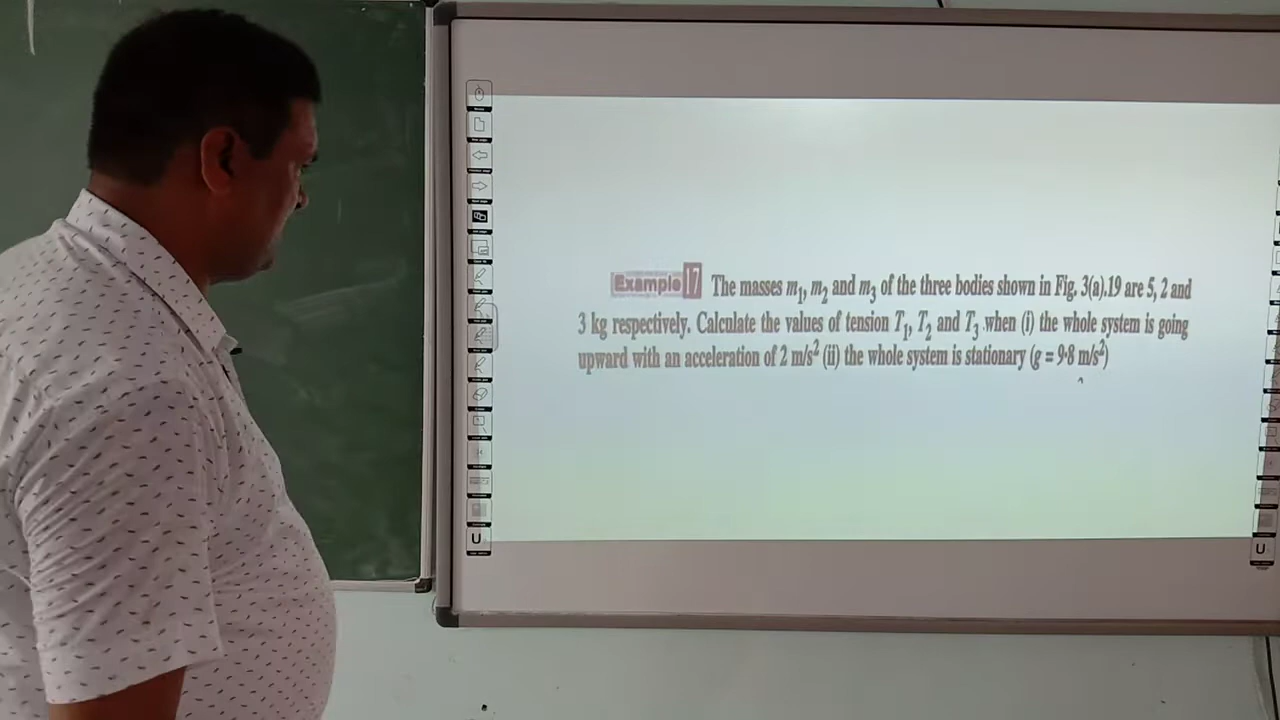 Example 17 The masses m₁, m₂ and m₃ of the three bodies shown in Fig. 3(a).19 are 5, 2 and
3 kg respectively. Calculate the values of tension T₁, T₂ and T₃ when (i) the whole system is going
upward with an acceleration of 2 m/s² (ii) the whole system is stationary (g = 9·8 m/s²)